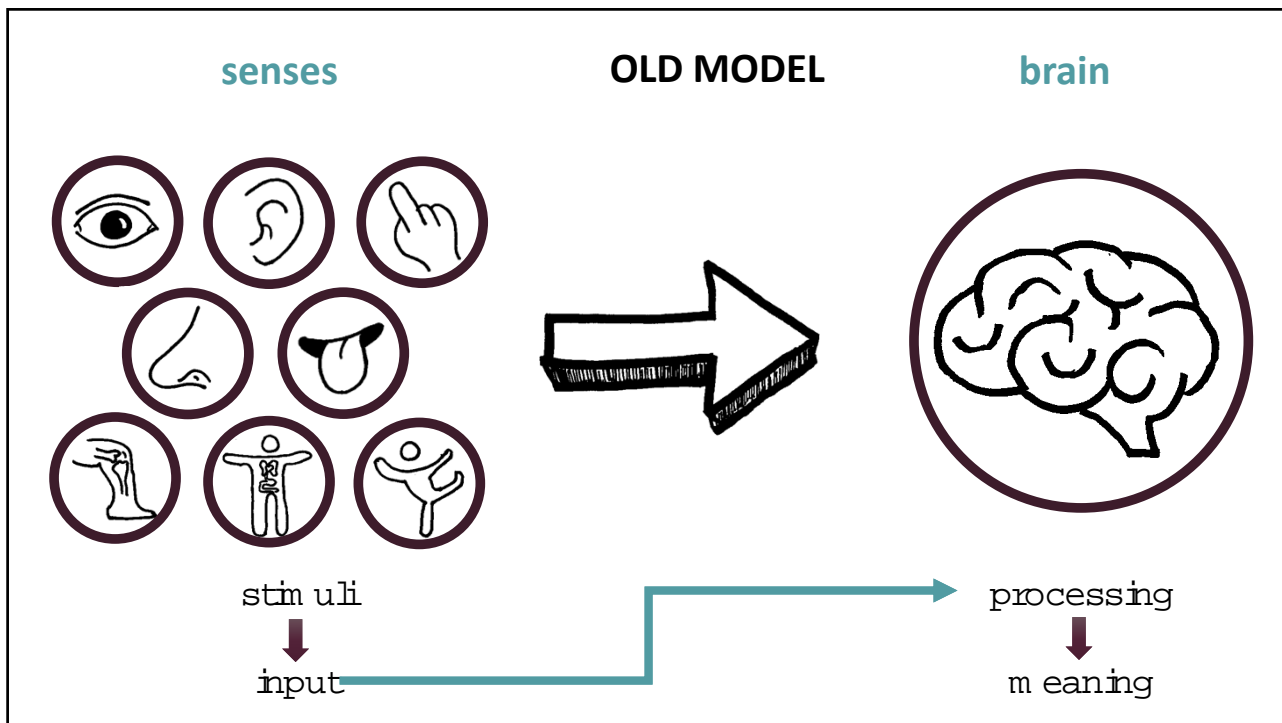 senses
OLD MODEL
brain
stimuli
processing
input
meaning